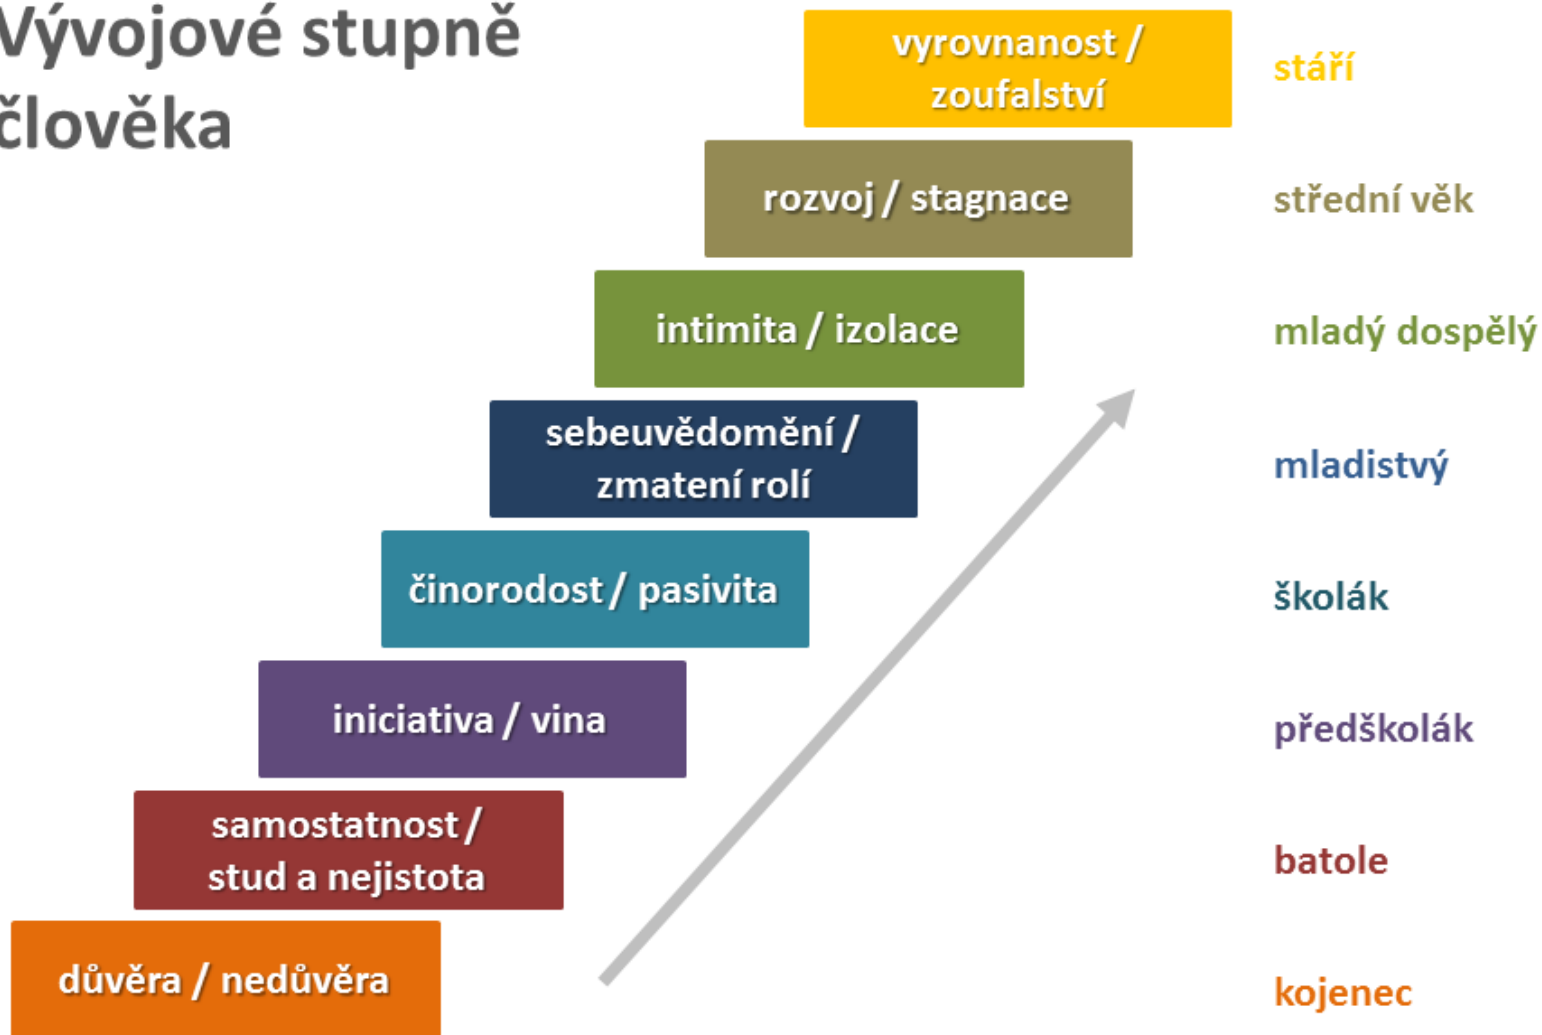 Vývojové stupně
člověka
vyrovnanost /
zoufalství
stáří
rozvoj / stagnace
střední věk
intimita / izolace
mladý dospělý
sebeuvědomění /
zmatení rolí
mladistvý
činorodost / pasivita
školák
iniciativa / vina
předškolák
samostatnost /
stud a nejistota
batole
důvěra / nedůvěra
kojenec